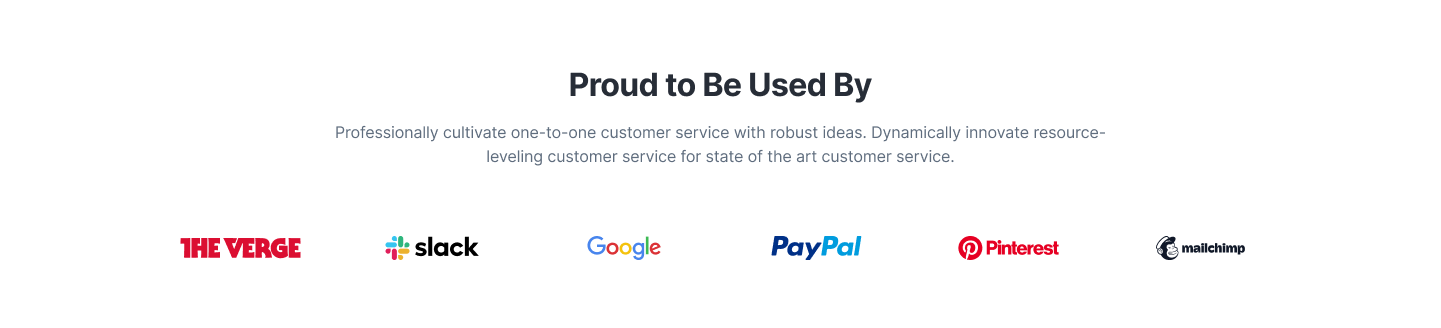 Proud to Be Used By
Professionally cultivate one-to-one customer service with robust ideas. Dynamically innovate resource-
leveling customer service for state of the art customer service.
THE VERGE
slack
Google
PayPal
Pinterest
mailchimp